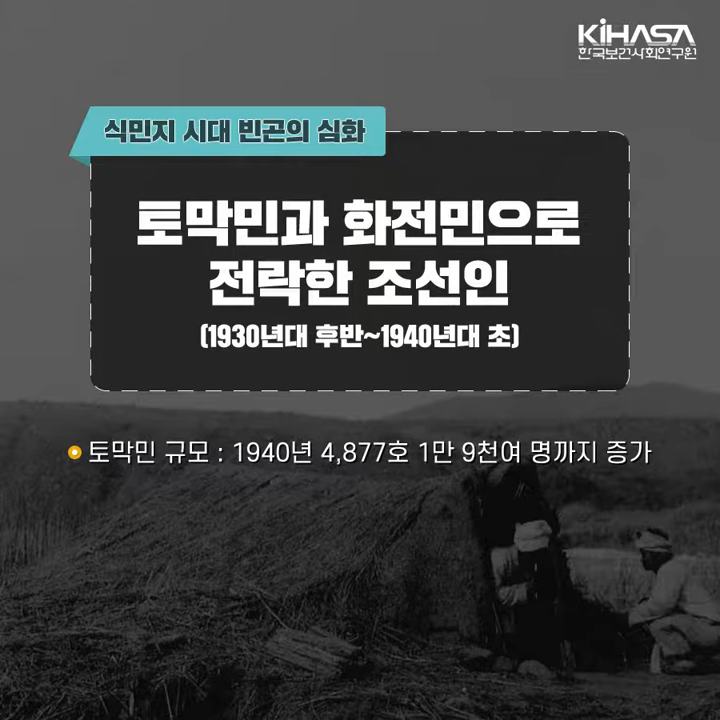 KiHASA
한국보건사회연구원
식민지 시대 빈곤의 심화
토막민과 화전민으로
전락한 조선인
(1930년대 후반~1940년대 초)
토막민 규모 : 1940년 4,877호 1만 9천여 명까지 증가